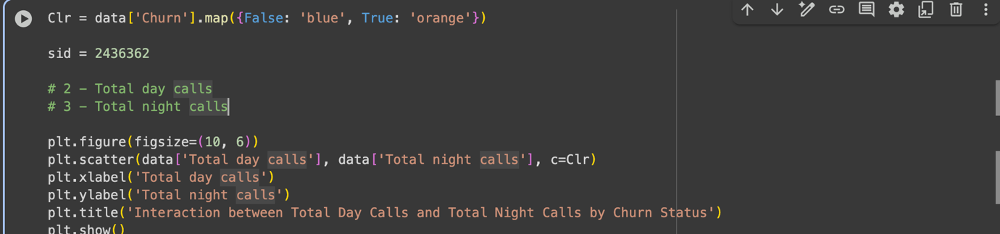 Clr = data['Churn'].map({False: 'blue', True: 'orange'})
sid = 2436362
# 2 - Total day calls
# 3 - Total night calls
plt.figure(figsize=(10, 6))
plt.scatter(data['Total day calls'], data['Total night calls'], c=Clr)
plt.xlabel('Total day calls')
plt.ylabel('Total night calls')
plt.title('Interaction between Total Day Calls and Total Night Calls by Churn Status')
plt.show()